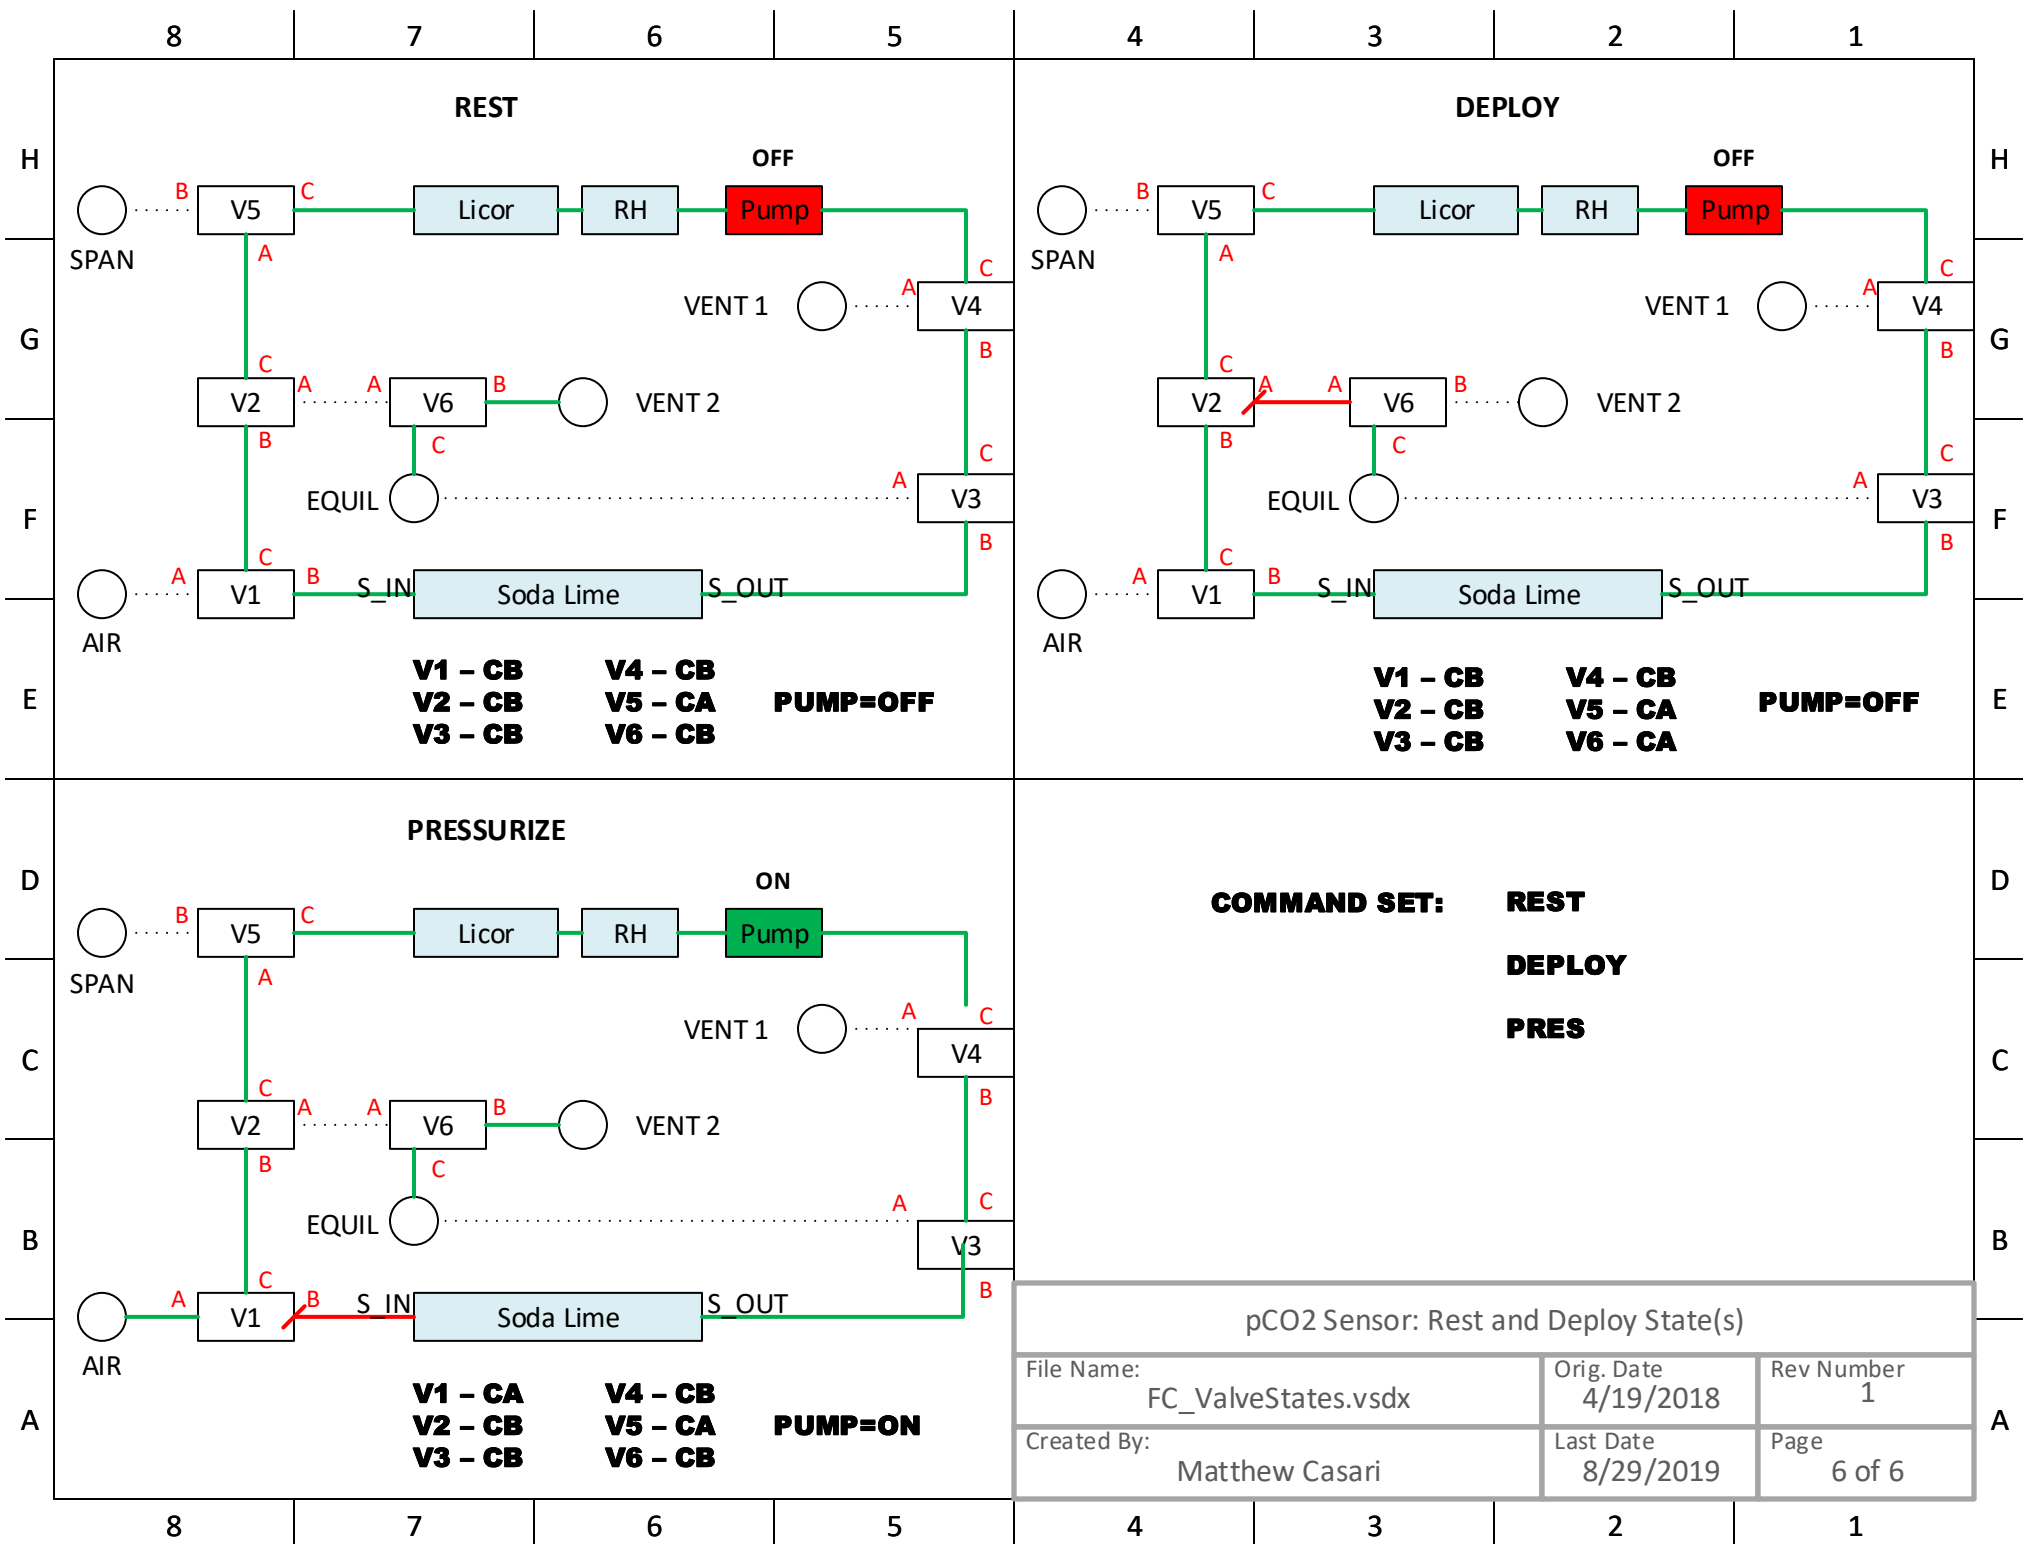 8 7 6 5 4 3 2 1
H
G
F
E
D
C
B
A
REST
OFF
B V5 C Licor RH Pump
SPAN A
C
VENT 1 A V4
B
C
V2 A A V6 B VENT 2
B C
C
EQUIL A V3
B
C
A V1 B S_IN Soda Lime S_OUT
AIR
V1 – CB V4 – CB
V2 – CB V5 – CA PUMP=OFF
V3 – CB V6 – CB
DEPLOY
OFF
B V5 C Licor RH Pump
SPAN A
C
VENT 1 A V4
B
C
V2 A A V6 B VENT 2
B C
C
EQUIL A V3
B
C
A V1 B S_IN Soda Lime S_OUT
AIR
V1 – CB V4 – CB
V2 – CB V5 – CA PUMP=OFF
V3 – CB V6 – CA
H
G
F
E
D
C
B
A
PRESSURIZE
ON
B V5 C Licor RH Pump
SPAN A
VENT 1 A C
V4
B
C
V2 A A V6 B VENT 2
B C
A C
EQUIL
V3
B
C
A V1 B S_IN Soda Lime S_OUT
AIR
V1 – CA V4 – CB
V2 – CB V5 – CA PUMP=ON
V3 – CB V6 – CB
COMMAND SET: REST
DEPLOY
PRES
pCO2 Sensor: Rest and Deploy State(s)
File Name:
FC_ValveStates.vsdx
Orig. Date
4/19/2018
Rev Number
1
Created By:
Matthew Casari
Last Date
8/29/2019
Page
6 of 6
8 7 6 5 4 3 2 1